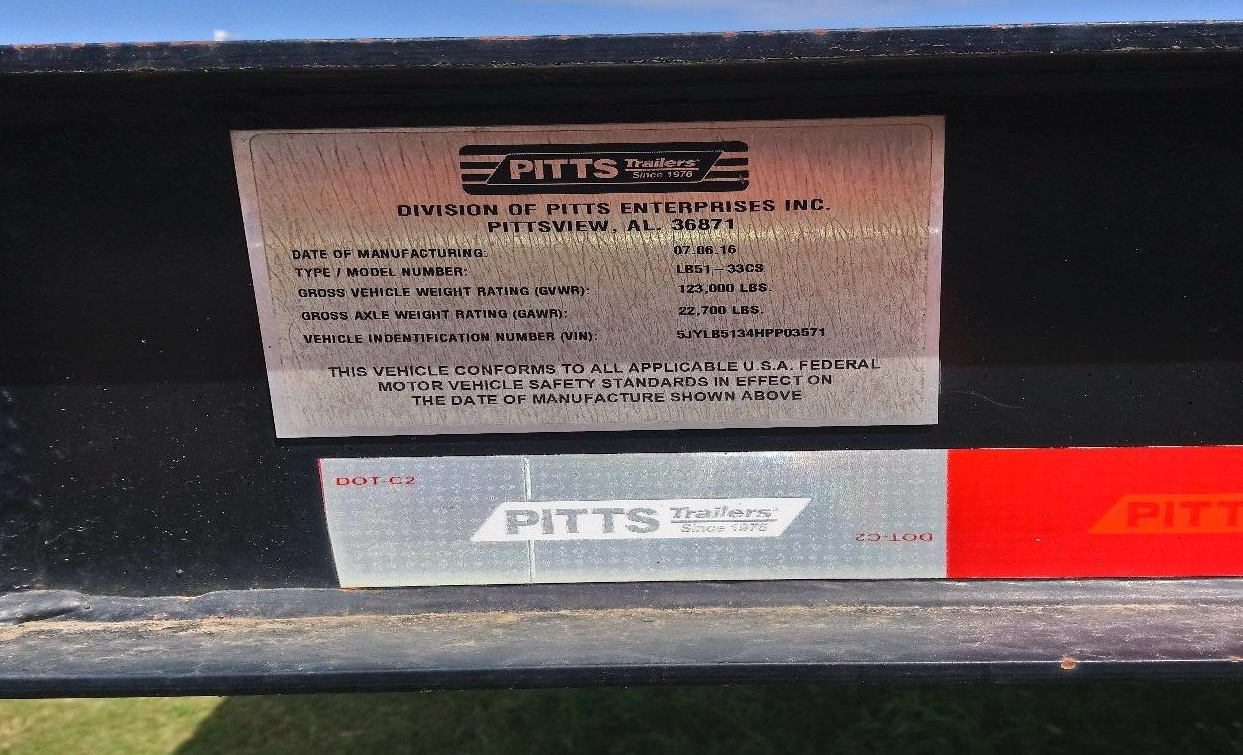 PITTS Trailers
Since 1976
DIVISION OF PITTS ENTERPRISES INC.
PITTSVIEW, AL. 36871
DATE OF MANUFACTURING: 07.06.16
TYPE / MODEL NUMBER: LB51-33CS
GROSS VEHICLE WEIGHT RATING (GVWR): 123,000 LBS.
GROSS AXLE WEIGHT RATING (GAWR): 22,700 LBS.
VEHICLE INDENTIFICATION NUMBER (VIN): 5JYLB5134HPP03571
THIS VEHICLE CONFORMS TO ALL APPLICABLE U.S.A. FEDERAL
MOTOR VEHICLE SAFETY STANDARDS IN EFFECT ON
THE DATE OF MANUFACTURE SHOWN ABOVE
DOT-C2
PITTS Trailers
Since 1976
DOT-C2
PITT